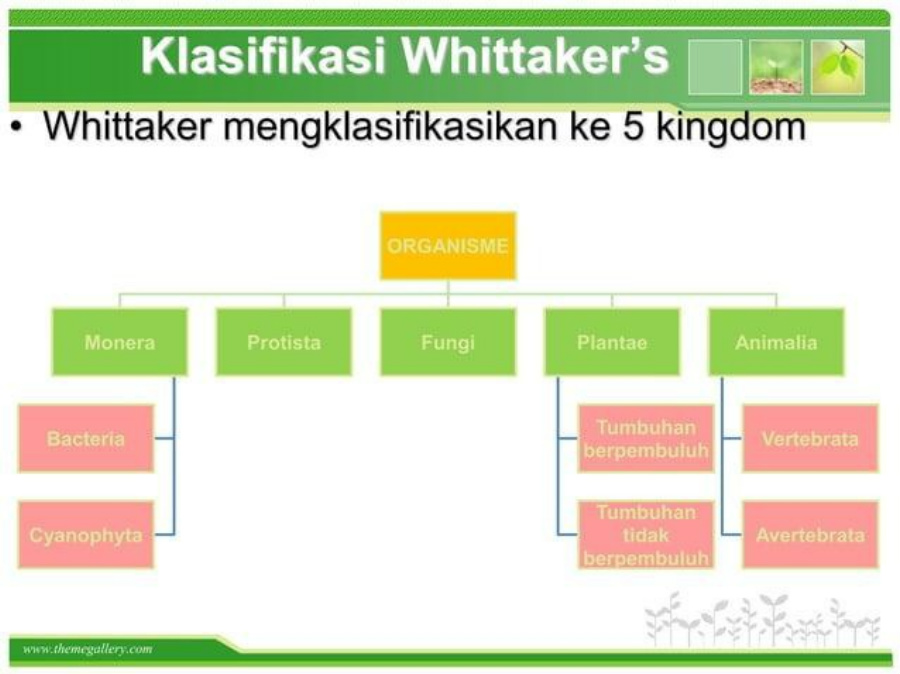 Klasifikasi Whittaker’s
• Whittaker mengklasifikasikan ke 5 kingdom
ORGANISME
Monera
Protista
Fungi
Plantae
Animalia
Bacteria
Tumbuhan
berpembuluh
Vertebrata
Cyanophyta
Tumbuhan
tidak
berpembuluh
Avertebrata
www.themegallery.com